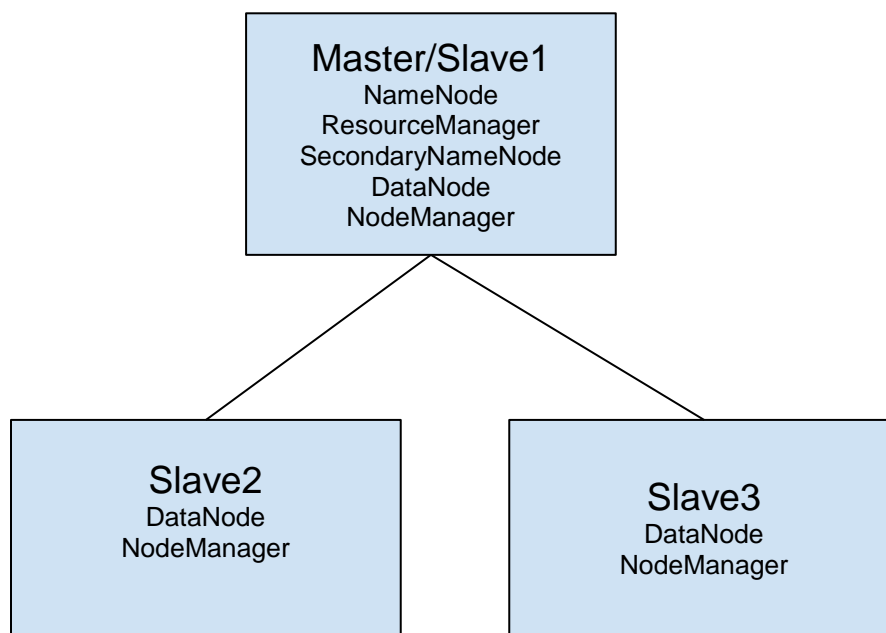 Master/Slave1
NameNode
ResourceManager
SecondaryNameNode
DataNode
NodeManager
Slave2
DataNode
NodeManager
Slave3
DataNode
NodeManager